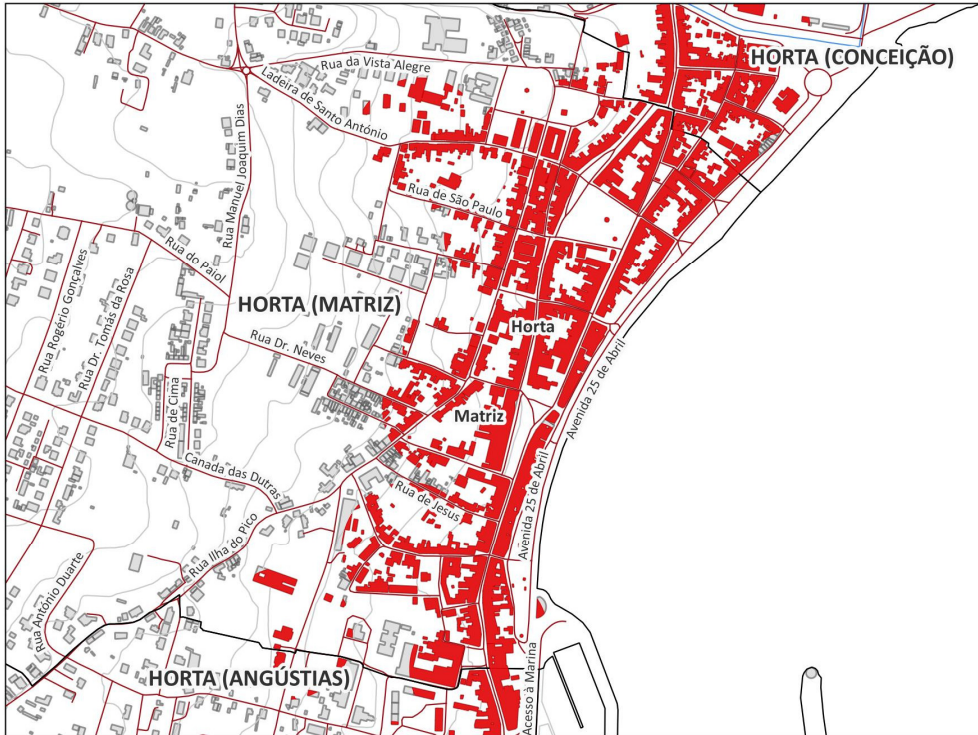 HORTA (CONCEIÇÃO)
Rua da Vista Alegre
Ladeira de Santo António
Rua Manuel Joaquim Dias
Rua de São Paulo
Rua do Paiol
Rua Rogério Gonçalves
Rua Dr. Tomás da Rosa
HORTA (MATRIZ)
Horta
Rua Dr. Neves
Avenida 25 de Abril
Rua de Cima
Matriz
Canada das Dutras
Rua de Jesus
Avenida 25 de Abril
Rua Ilha do Pico
Rua António Duarte
HORTA (ANGÚSTIAS)
Acesso à Marina